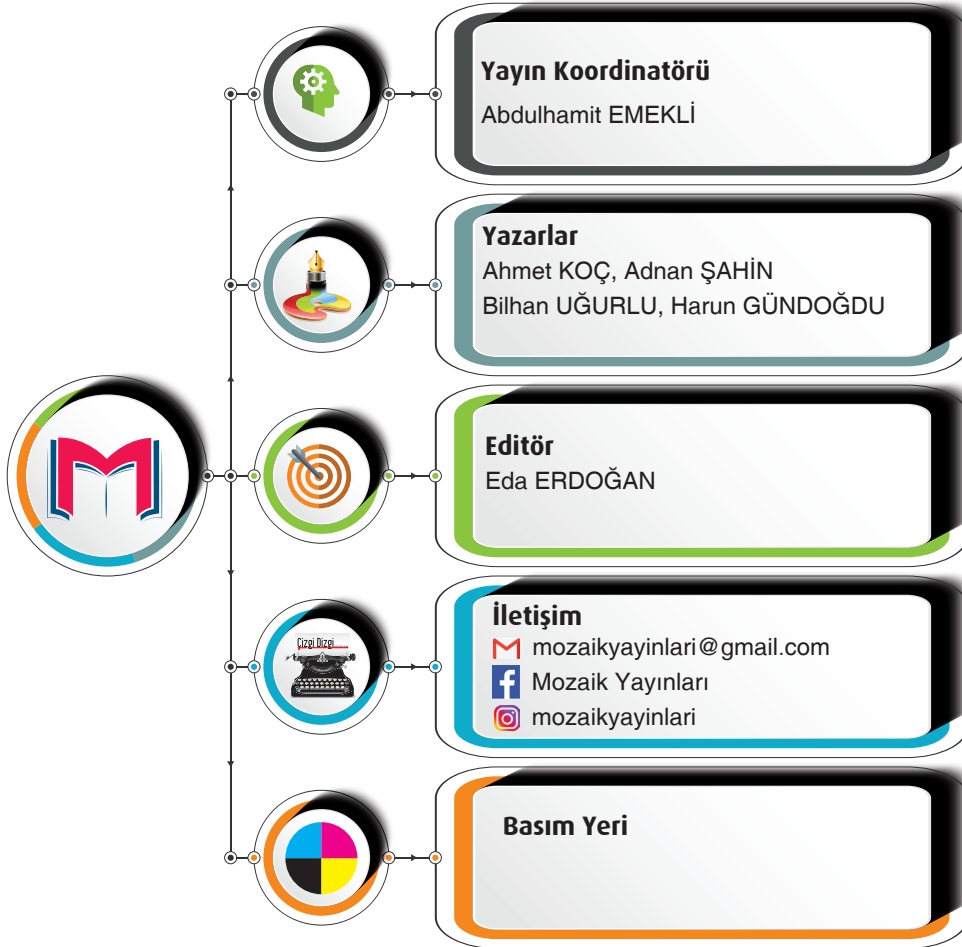 Yayın Koordinatörü
Abdulhamit EMEKLİ
Yazarlar
Ahmet KOÇ, Adnan ŞAHİN
Bilhan UĞURLU, Harun GÜNDOĞDU
Editör
Eda ERDOĞAN
Çizgi Dizgi
İletişim
mozaikyayinlari@gmail.com
Mozaik Yayınları
mozaikyayinlari
Basım Yeri